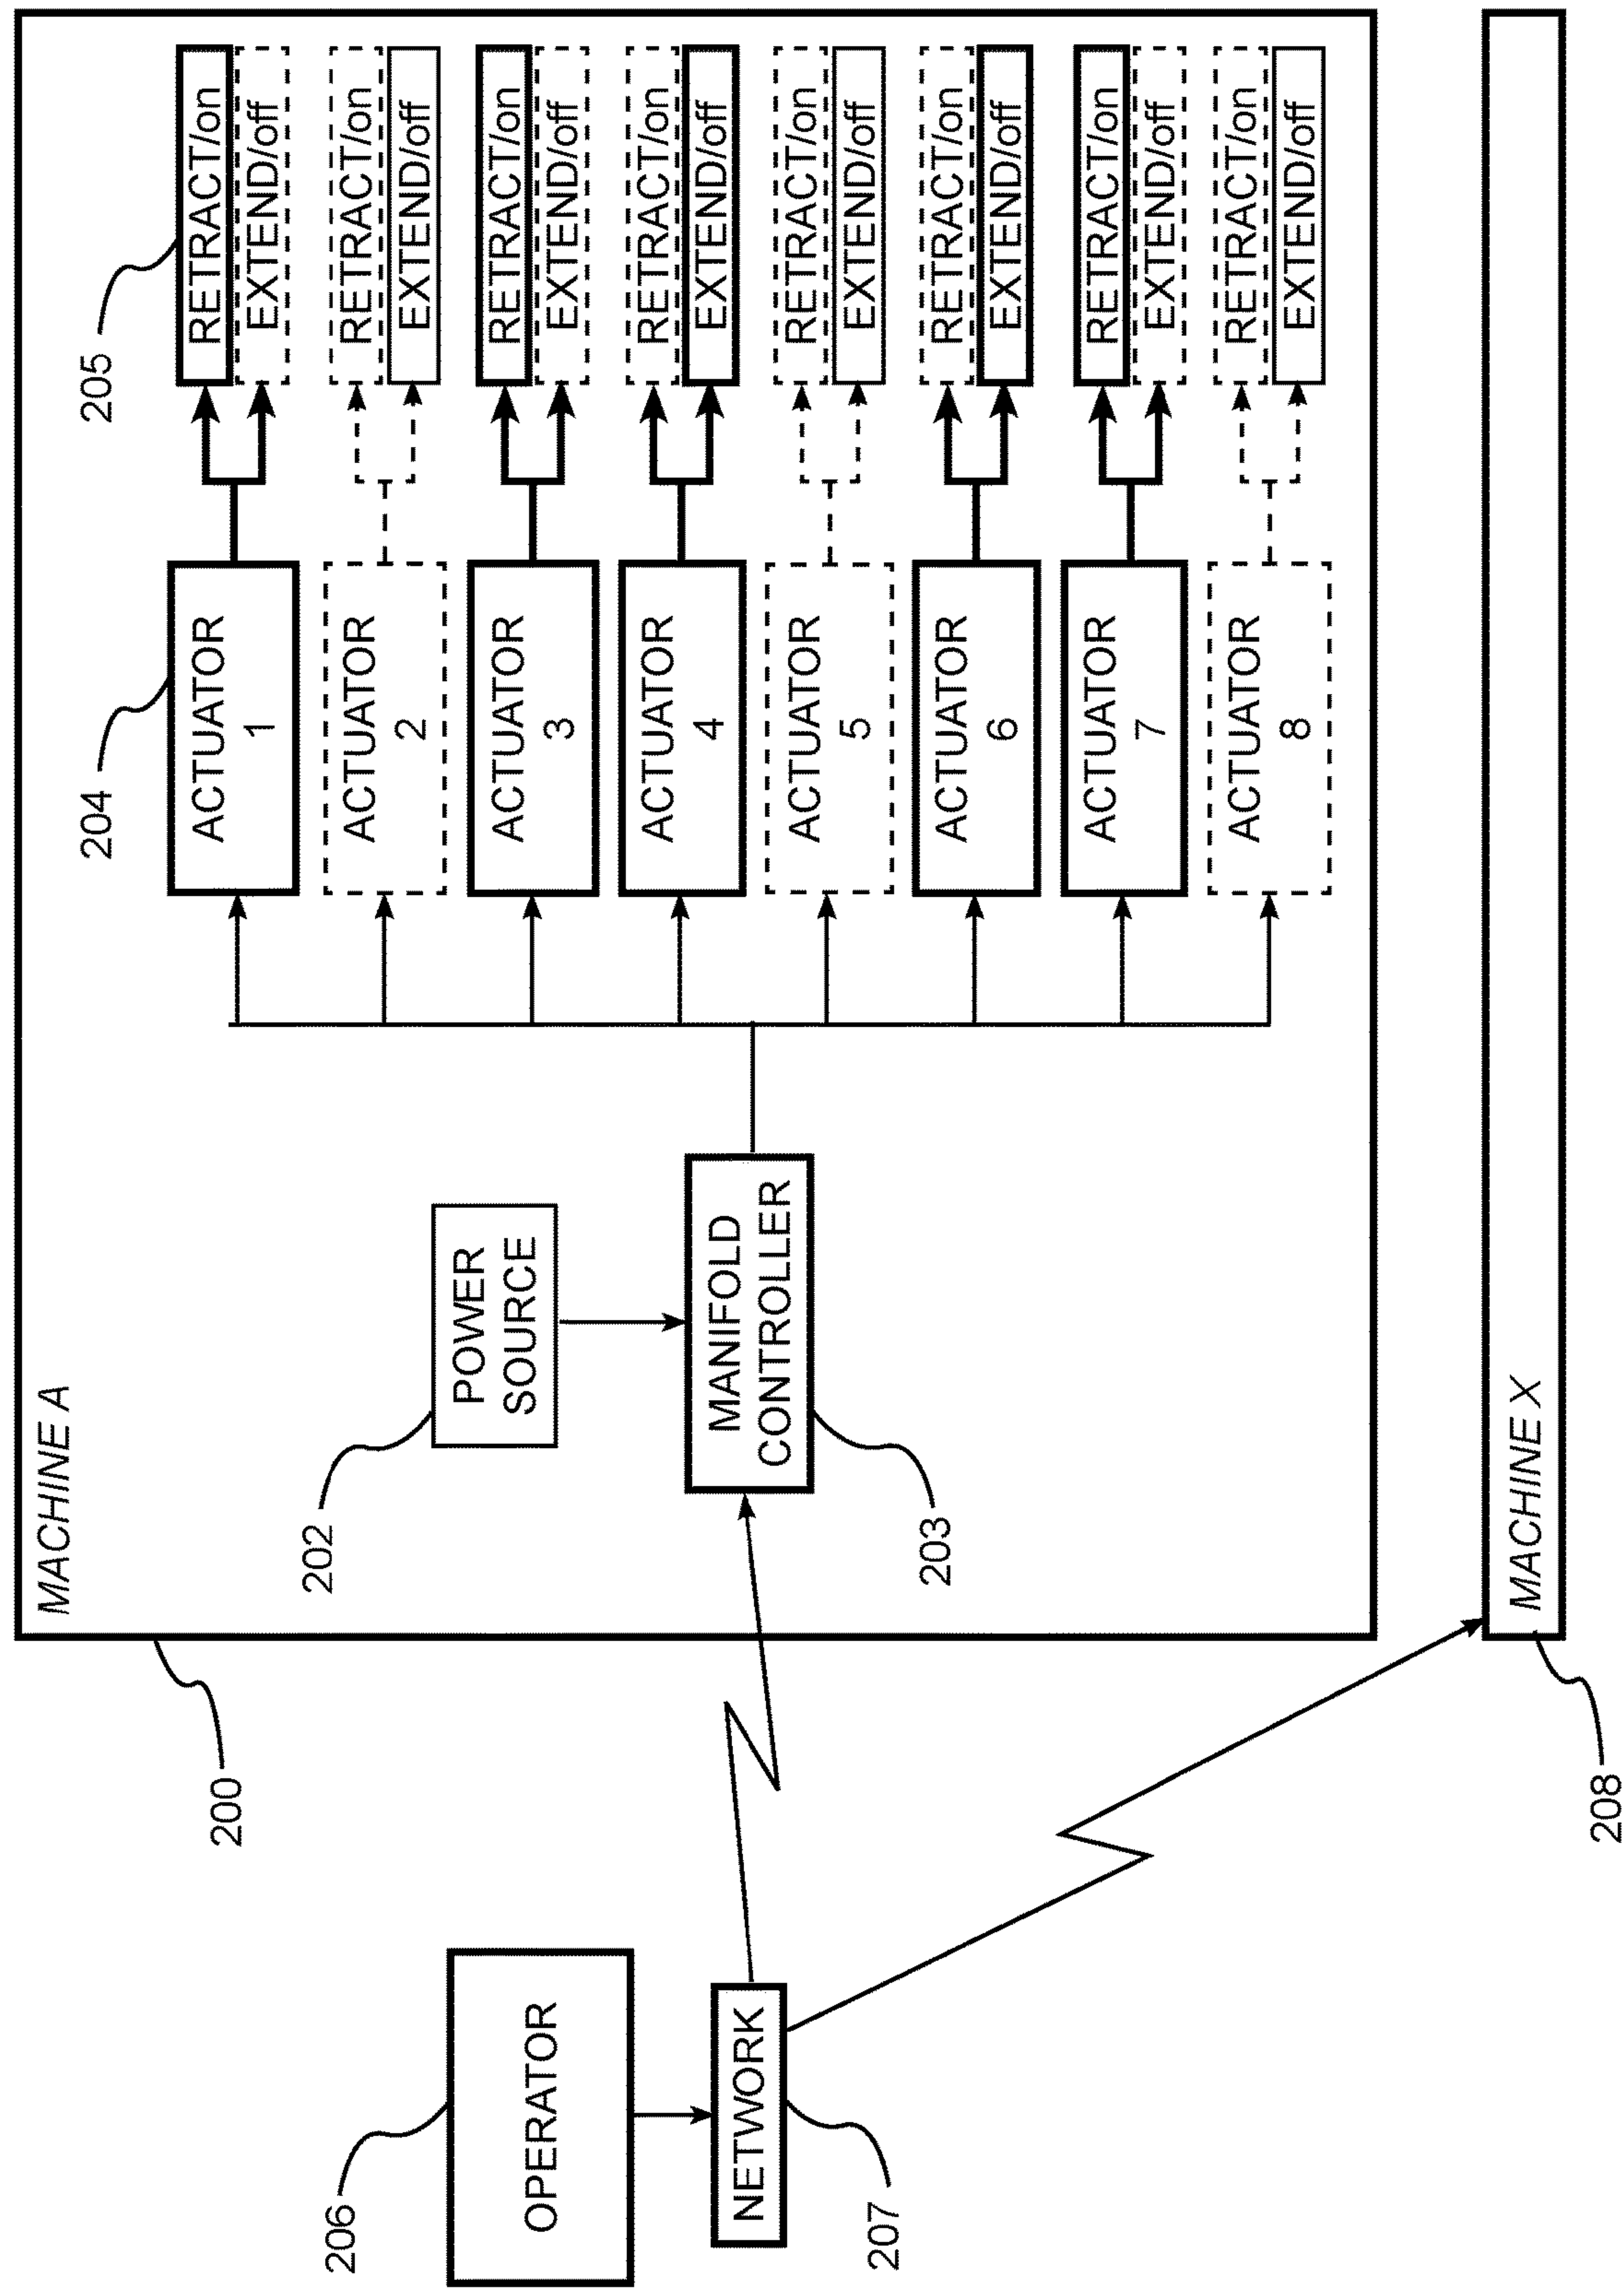 MACHINE A
200
206
OPERATOR
NETWORK
207
202
POWER
SOURCE
MANIFOLD
CONTROLLER
203
204
ACTUATOR
1
ACTUATOR
2
ACTUATOR
3
ACTUATOR
4
ACTUATOR
5
ACTUATOR
6
ACTUATOR
7
ACTUATOR
8
205
RETRACT/on
EXTEND/off
RETRACT/on
EXTEND/off
RETRACT/on
EXTEND/off
RETRACT/on
EXTEND/off
RETRACT/on
EXTEND/off
RETRACT/on
EXTEND/off
RETRACT/on
EXTEND/off
RETRACT/on
EXTEND/off
MACHINE X
208